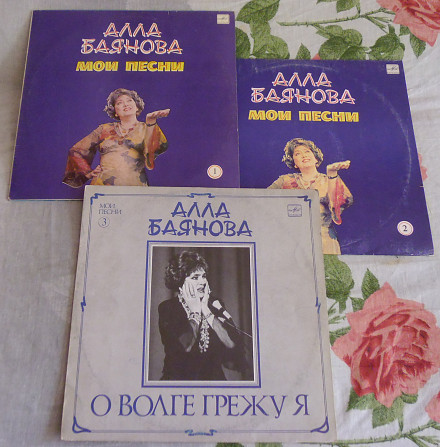 АЛЛА
БАЯНОВА
МОИ ПЕСНИ
1
АЛЛА
БАЯНОВА
МОИ ПЕСНИ
2
МОИ
ПЕСНИ
3
АЛЛА
БАЯНОВА
О ВОЛГЕ ГРЕЖУ Я